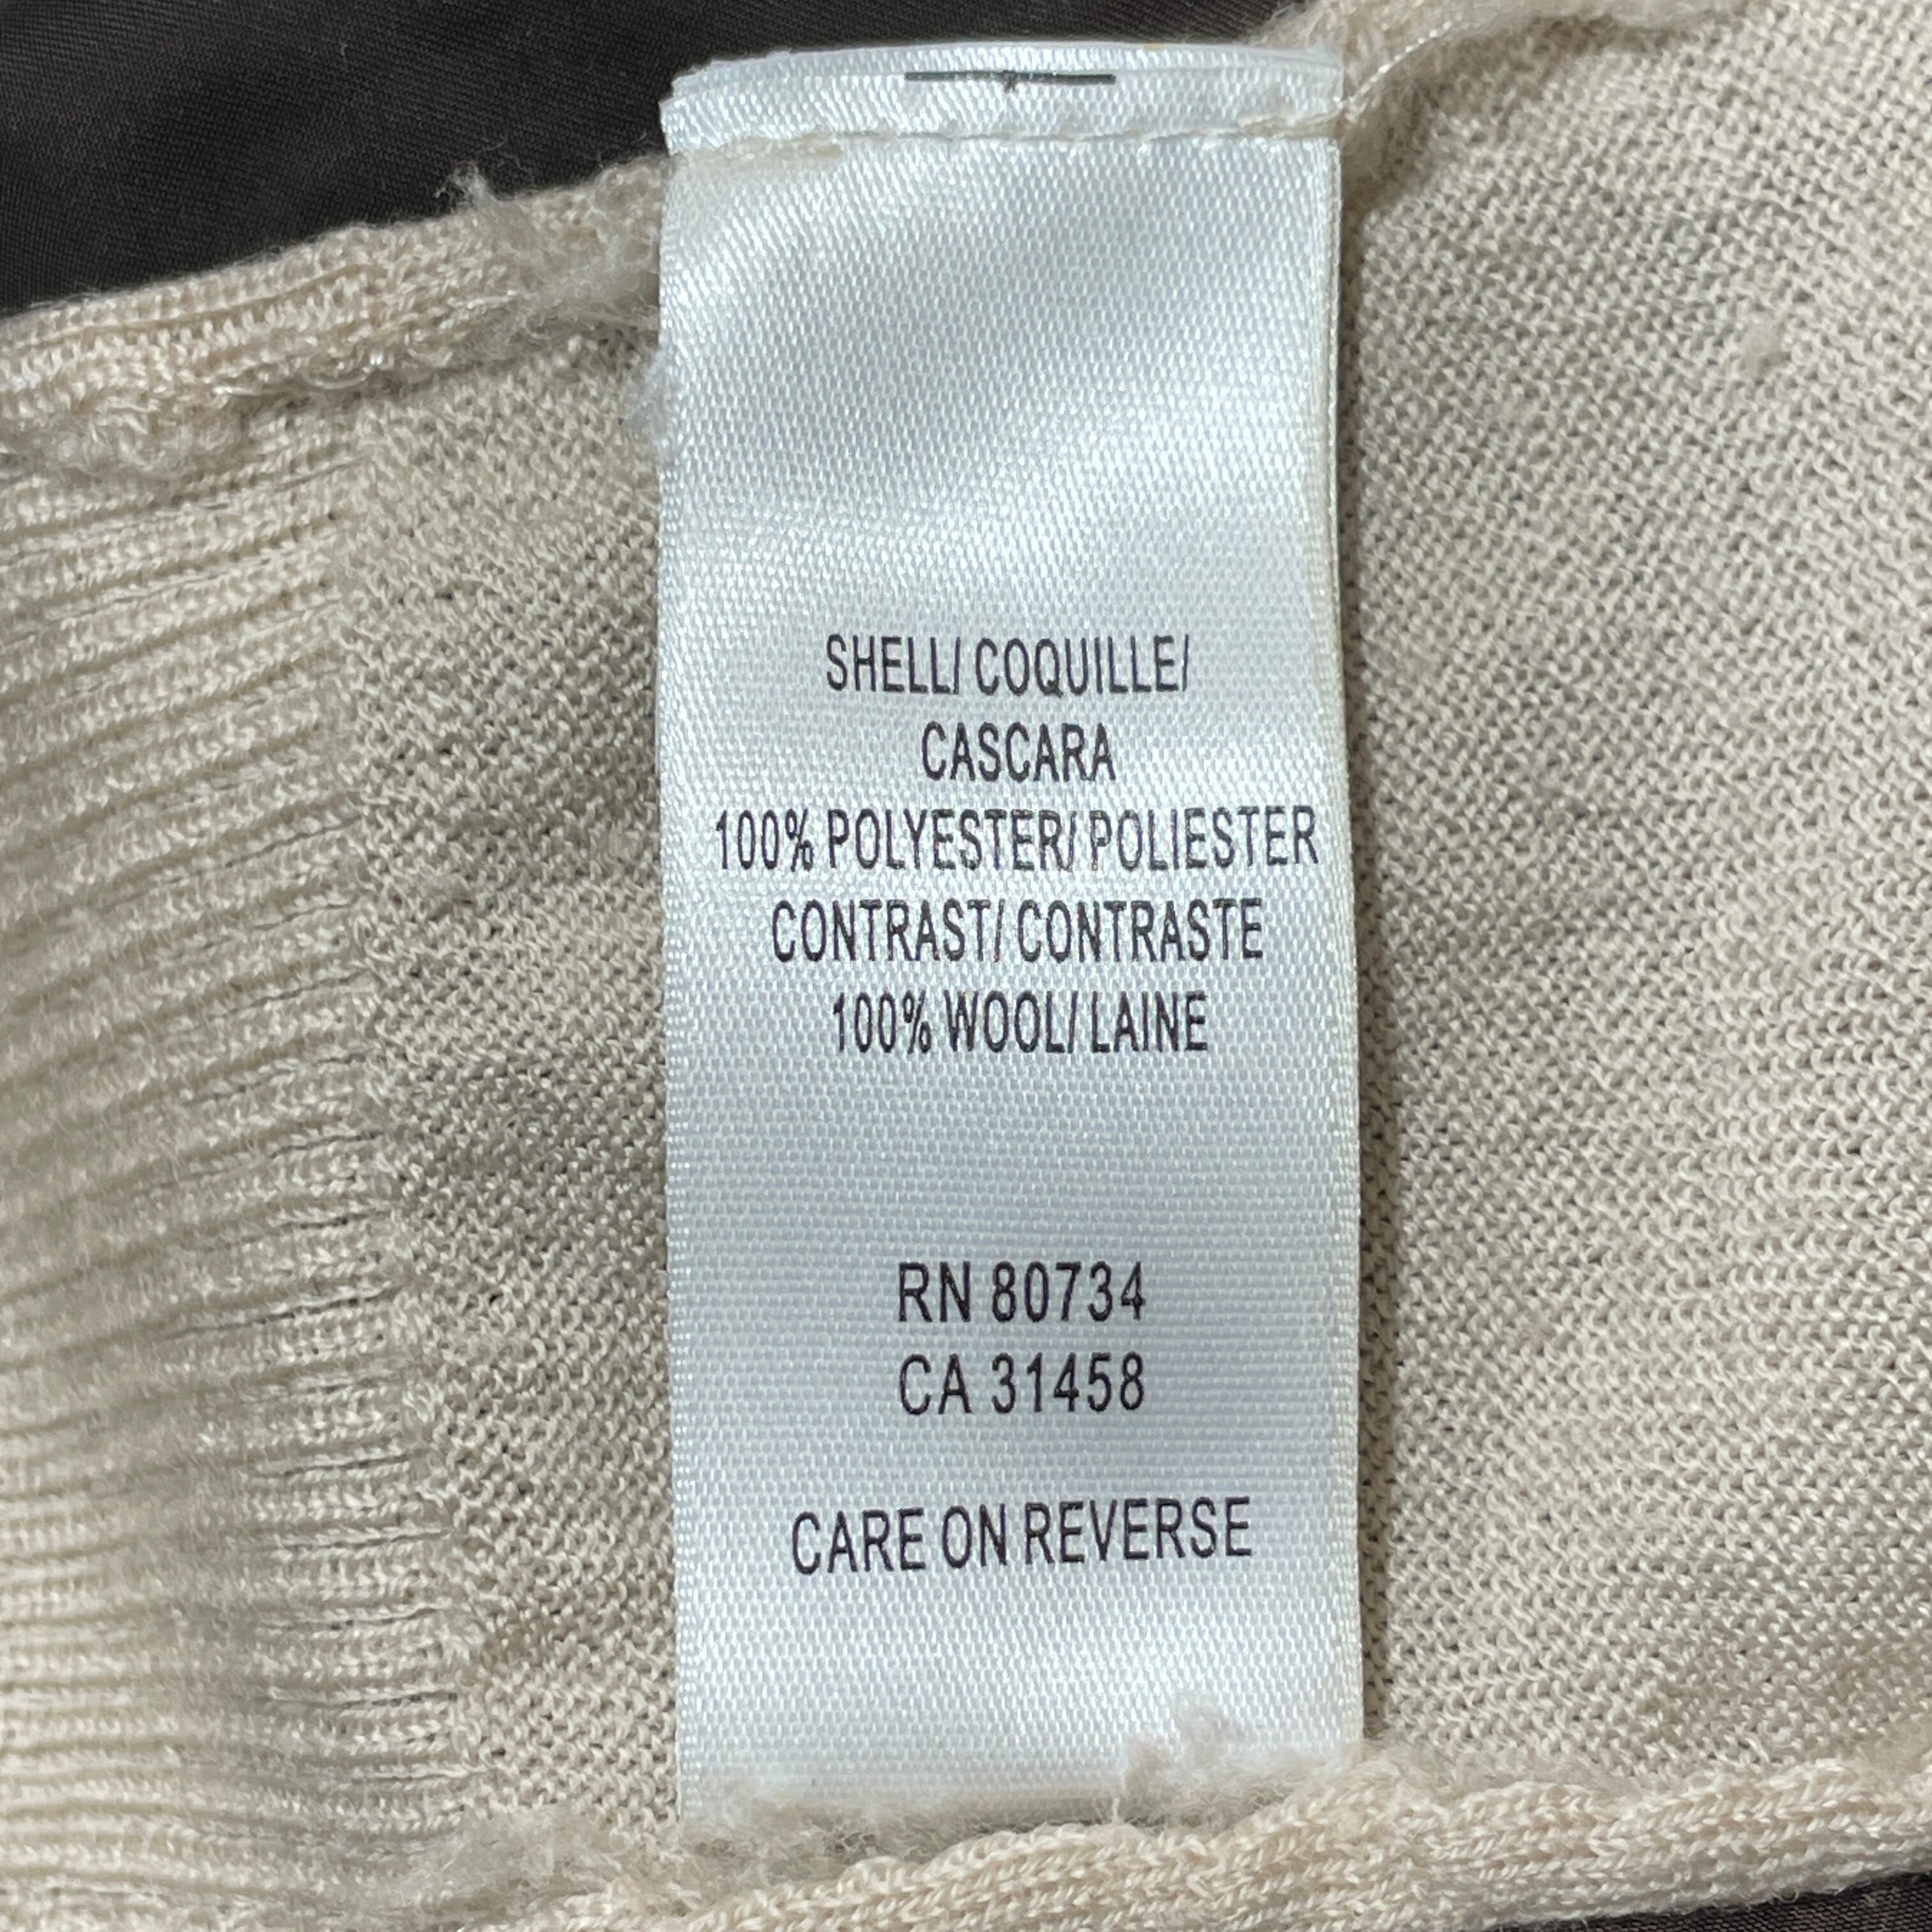 SHELL/ COQUILLE/
CASCARA
100% POLYESTER/ POLIESTER
CONTRAST/ CONTRASTE
100% WOOL/ LAINE
RN 80734
CA 31458
CARE ON REVERSE